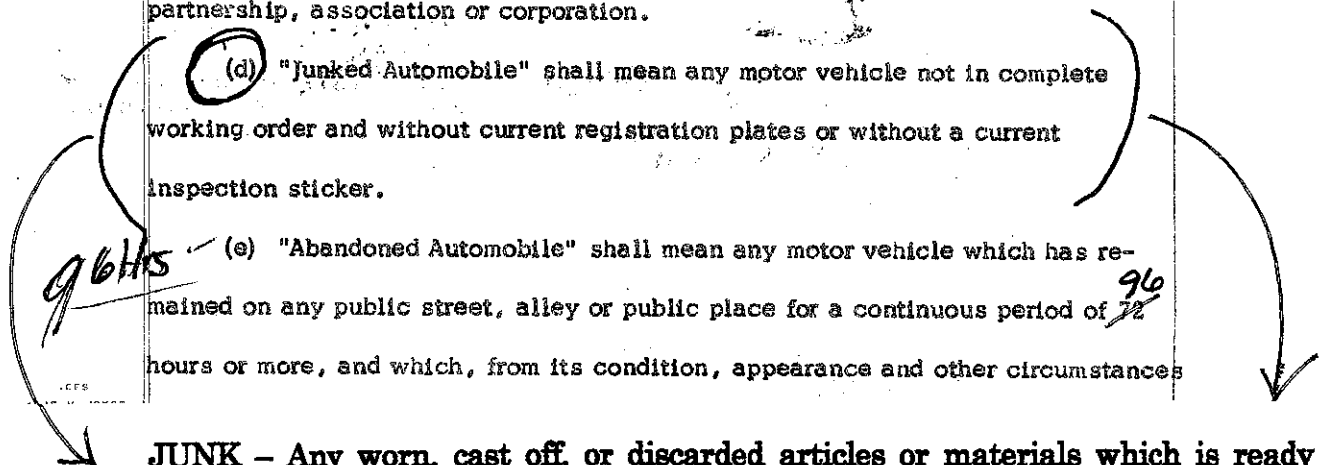 partnership, association or corporation.
(d) "Junked Automobile" shall mean any motor vehicle not in complete
working order and without current registration plates or without a current
inspection sticker.
96 Hrs (e) "Abandoned Automobile" shall mean any motor vehicle which has re-
96
mained on any public street, alley or public place for a continuous period of 72
hours or more, and which, from its condition, appearance and other circumstances
JUNK – Any worn, cast off, or discarded articles or materials which is ready